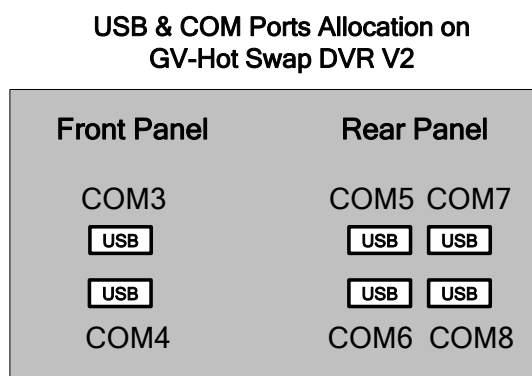 USB & COM Ports Allocation on
GV-Hot Swap DVR V2
Front Panel Rear Panel
COM3 COM5 COM7
USB USB USB
USB USB USB
COM4 COM6 COM8